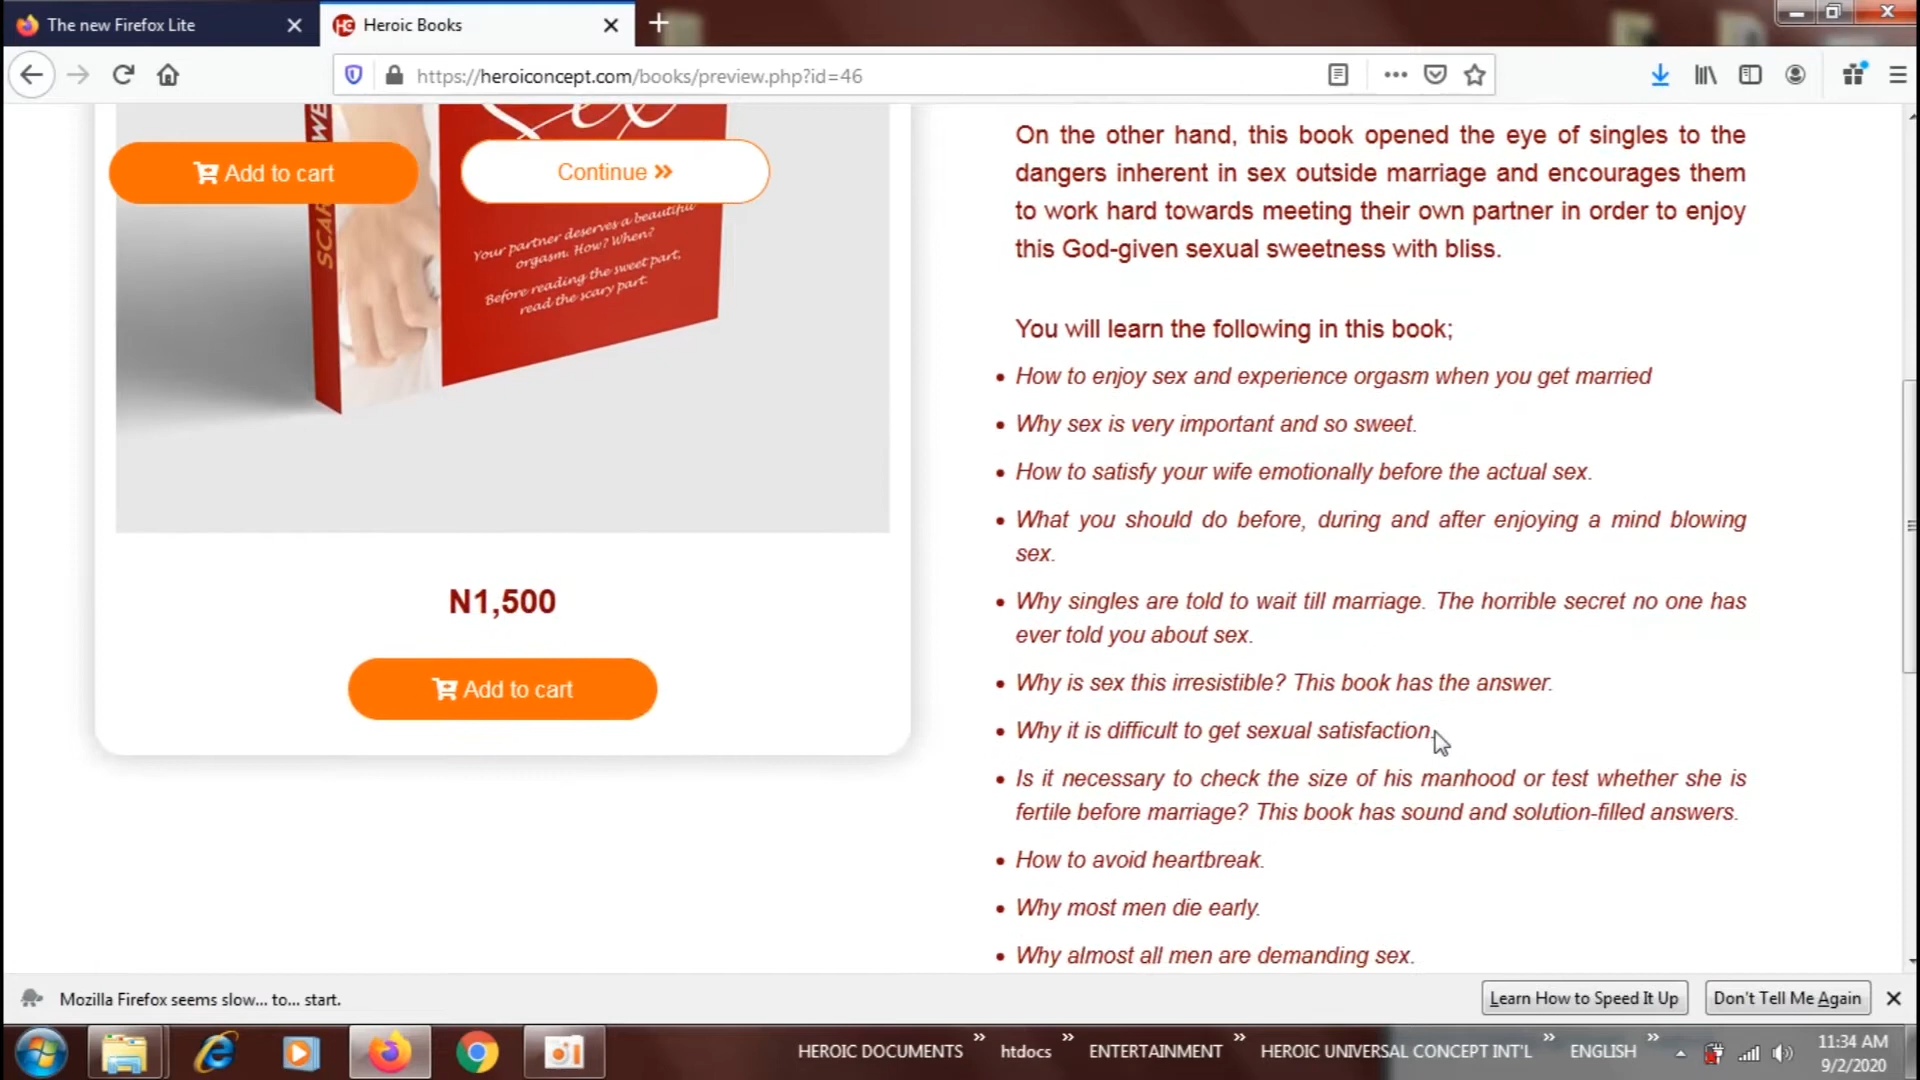 The new Firefox Lite
Heroic Books
https://heroiconcept.com/books/preview.php?id=46
Sex
Add to cart
Continue
Your partner deserves a beautiful
orgasm. How? When?
Before reading the sweet part,
read the scary part.
N1,500
Add to cart
On the other hand, this book opened the eye of singles to the
dangers inherent in sex outside marriage and encourages them
to work hard towards meeting their own partner in order to enjoy
this God-given sexual sweetness with bliss.
You will learn the following in this book;
• How to enjoy sex and experience orgasm when you get married
• Why sex is very important and so sweet.
• How to satisfy your wife emotionally before the actual sex.
• What you should do before, during and after enjoying a mind blowing
sex.
• Why singles are told to wait till marriage. The horrible secret no one has
ever told you about sex.
• Why is sex this irresistible? This book has the answer.
• Why it is difficult to get sexual satisfaction.
• Is it necessary to check the size of his manhood or test whether she is
fertile before marriage? This book has sound and solution-filled answers.
• How to avoid heartbreak.
• Why most men die early.
• Why almost all men are demanding sex.
Mozilla Firefox seems slow... to... start.
Learn How to Speed It Up
Don't Tell Me Again
HEROIC DOCUMENTS
htdocs
ENTERTAINMENT
HEROIC UNIVERSAL CONCEPT INT'L
ENGLISH
11:34 AM
9/2/2020